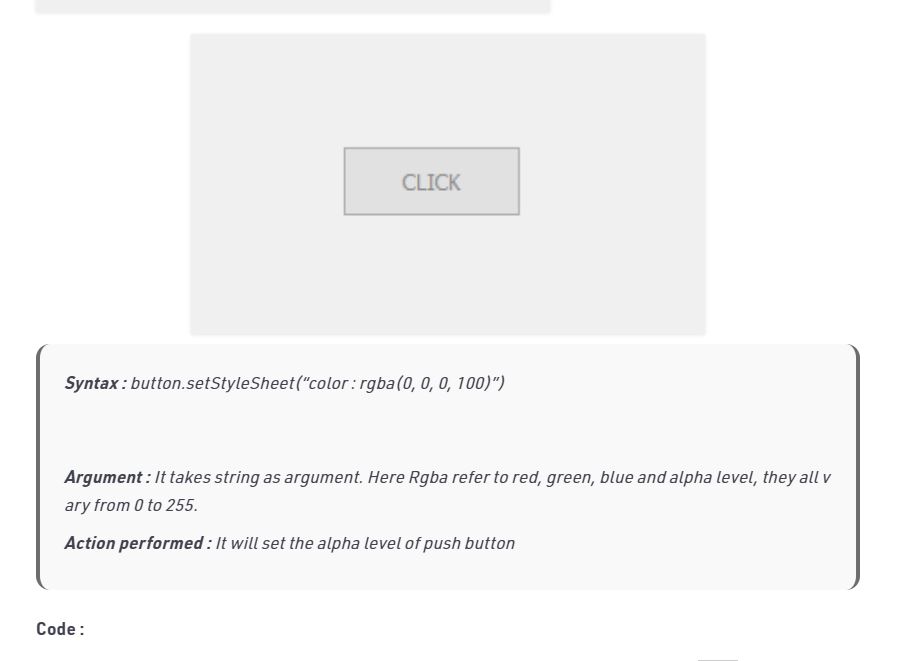 CLICK
Syntax : button.setStyleSheet(“color : rgba(0, 0, 0, 100)”)
Argument : It takes string as argument. Here Rgba refer to red, green, blue and alpha level, they all v
ary from 0 to 255.
Action performed : It will set the alpha level of push button
Code :